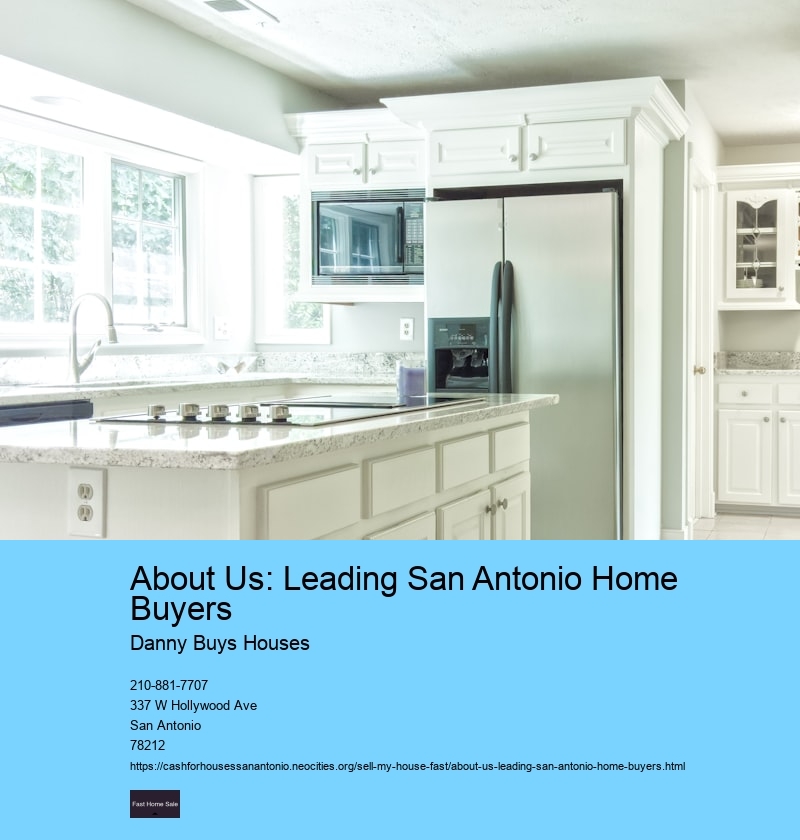 About Us: Leading San Antonio Home
Buyers
Danny Buys Houses
210-881-7707
337 W Hollywood Ave
San Antonio
78212
https://cashforhousessanantonio.neocities.org/sell-my-house-fast/about-us-leading-san-antonio-home-buyers.html
Fast Home Sale